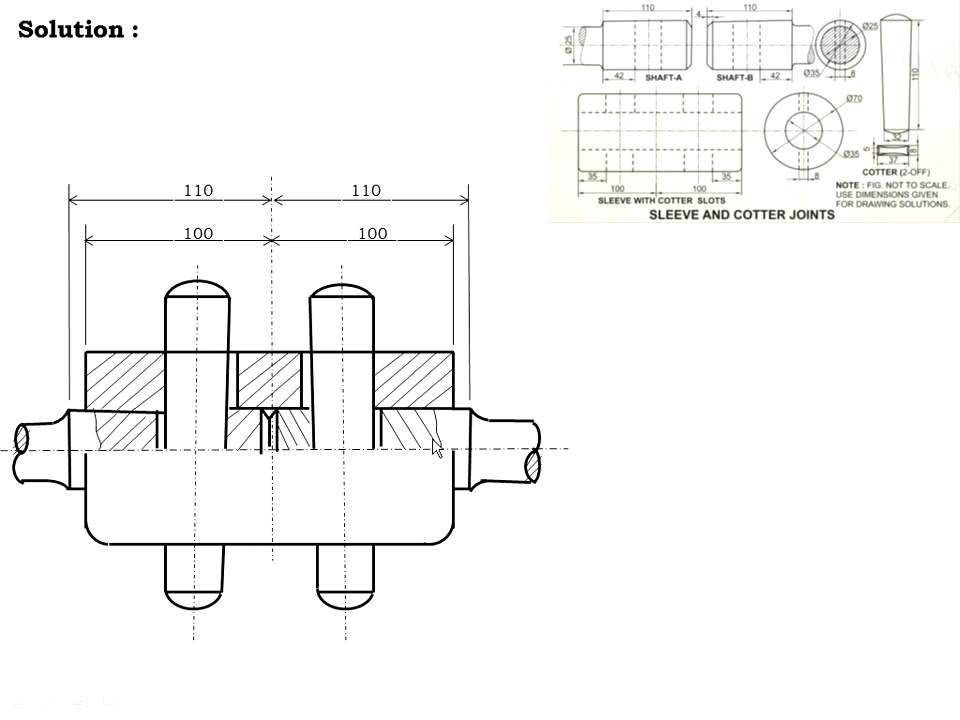 Solution :
110
110
4
Ø25
Ø25
110
42
SHAFT-A
SHAFT-B
42
Ø35
8
Ø70
Ø35
32
5
8
37
35
35
8
100
100
SLEEVE WITH COTTER SLOTS
COTTER (2-OFF)
NOTE : FIG. NOT TO SCALE.
USE DIMENSIONS GIVEN
FOR DRAWING SOLUTIONS.
SLEEVE AND COTTER JOINTS
110
110
100
100